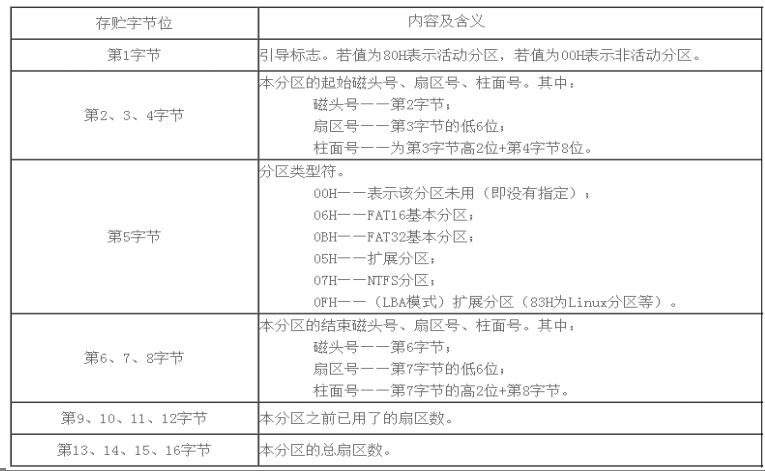 存贮字节位
内容及含义
第1字节
引导标志。若值为80H表示活动分区，若值为00H表示非活动分区。
第2、3、4字节
本分区的起始磁头号、扇区号、柱面号。其中：
磁头号——第2字节；
扇区号——第3字节的低6位；
柱面号——为第3字节高2位+第4字节8位。
第5字节
分区类型符。
00H——表示该分区未用（即没有指定）；
06H——FAT16基本分区；
0BH——FAT32基本分区；
05H——扩展分区；
07H——NTFS分区；
0FH——（LBA模式）扩展分区（83H为Linux分区等）。
第6、7、8字节
本分区的结束磁头号、扇区号、柱面号。其中：
磁头号——第6字节；
扇区号——第7字节的低6位；
柱面号——第7字节的高2位+第8字节。
第9、10、11、12字节
本分区之前已用了的扇区数。
第13、14、15、16字节
本分区的总扇区数。